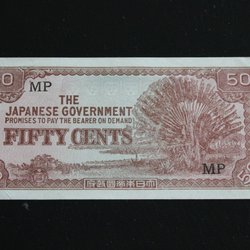 50
MP
50
THE
JAPANESE GOVERNMENT
PROMISES TO PAY THE BEARER ON DEMAND
FIFTY CENTS
MP